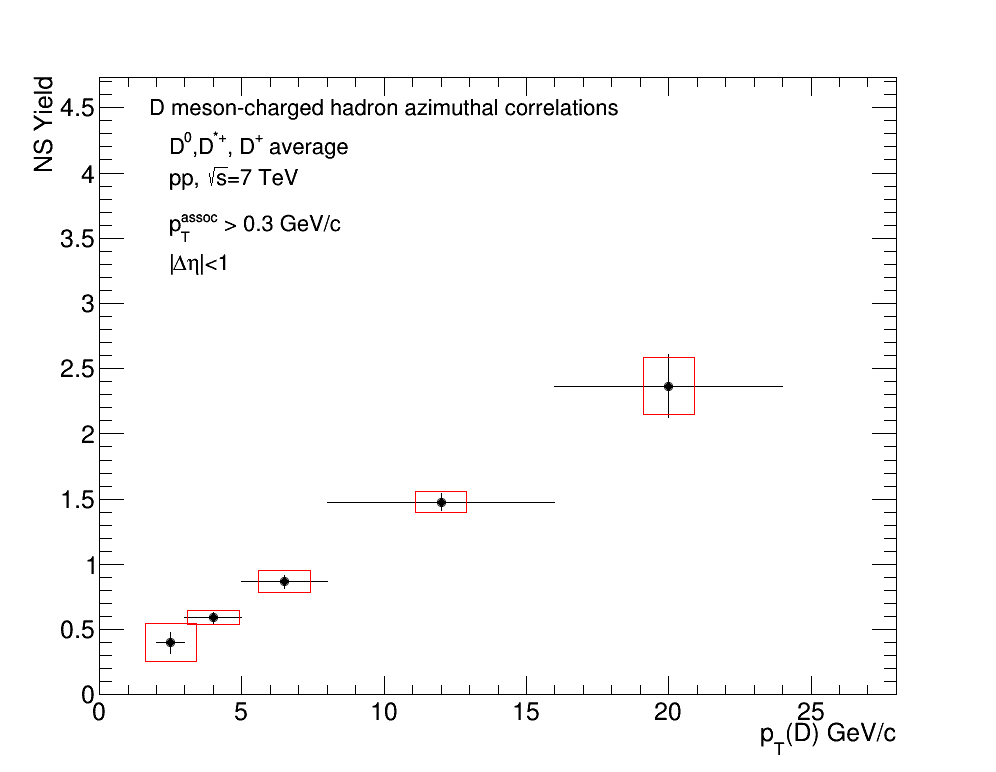 NS Yield
D meson-charged hadron azimuthal correlations
D⁰,D*⁺, D⁺ average
pp, √s=7 TeV
p_T^assoc > 0.3 GeV/c
|Δη|<1
4.5
4
3.5
3
2.5
2
1.5
1
0.5
0
0 5 10 15 20 25
p_T(D) GeV/c